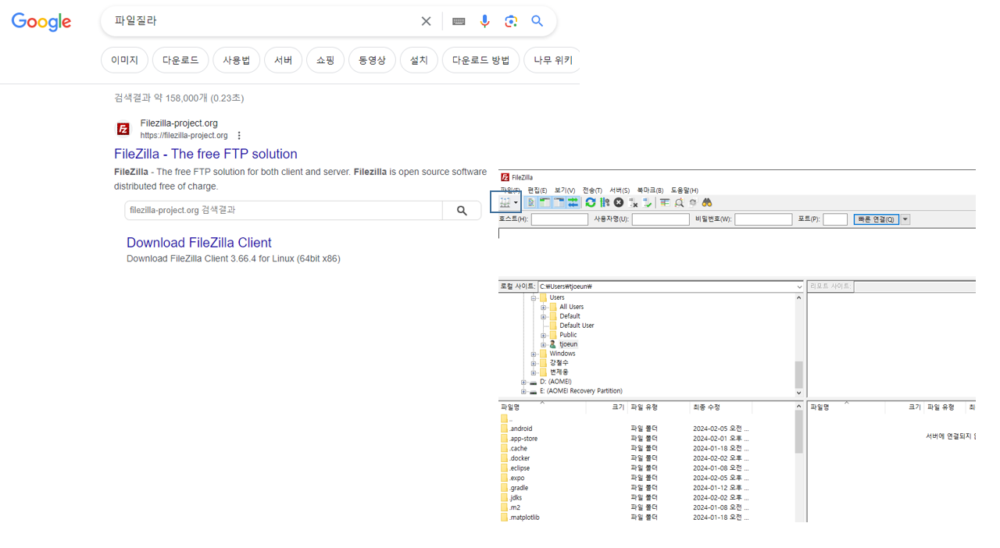 Google
파일질라
이미지
다운로드
사용법
서버
쇼핑
동영상
설치
다운로드 방법
나무 위키
검색결과 약 158,000개 (0.23초)
Filezilla-project.org
https://filezilla-project.org
FileZilla - The free FTP solution
FileZilla - The free FTP solution for both client and server. Filezilla is open source software
distributed free of charge.
filezilla-project.org 검색결과
Download FileZilla Client
Download FileZilla Client 3.66.4 for Linux (64bit x86)
FileZilla
파일(F) 편집(E) 보기(V) 전송(T) 서버(S) 북마크(B) 도움말(H)
호스트(H): 사용자명(U): 비밀번호(W): 포트(P): 빠른 연결(Q)
로컬 사이트: C:₩Users₩tjoeun₩
Users
All Users
Default
Default User
Public
tjoeun
Windows
강철수
변제웅
D: (AOMEI)
E: (AOMEI Recovery Partition)
파일명 크기 파일 유형 최종 수정
..
.android 파일 폴더 2024-02-05 오전 ...
.app-store 파일 폴더 2024-02-01 오후 ...
.cache 파일 폴더 2024-01-18 오전 ...
.docker 파일 폴더 2024-02-02 오후 ...
.eclipse 파일 폴더 2024-01-08 오전 ...
.expo 파일 폴더 2024-02-05 오후 ...
.gradle 파일 폴더 2024-01-12 오후 ...
.jdks 파일 폴더 2024-02-02 오후 ...
.m2 파일 폴더 2024-01-08 오전 ...
.matplotlib 파일 폴더 2024-01-18 오전 ...
리모트 사이트:
파일명 크기 파일 유형 최
서버에 연결되지